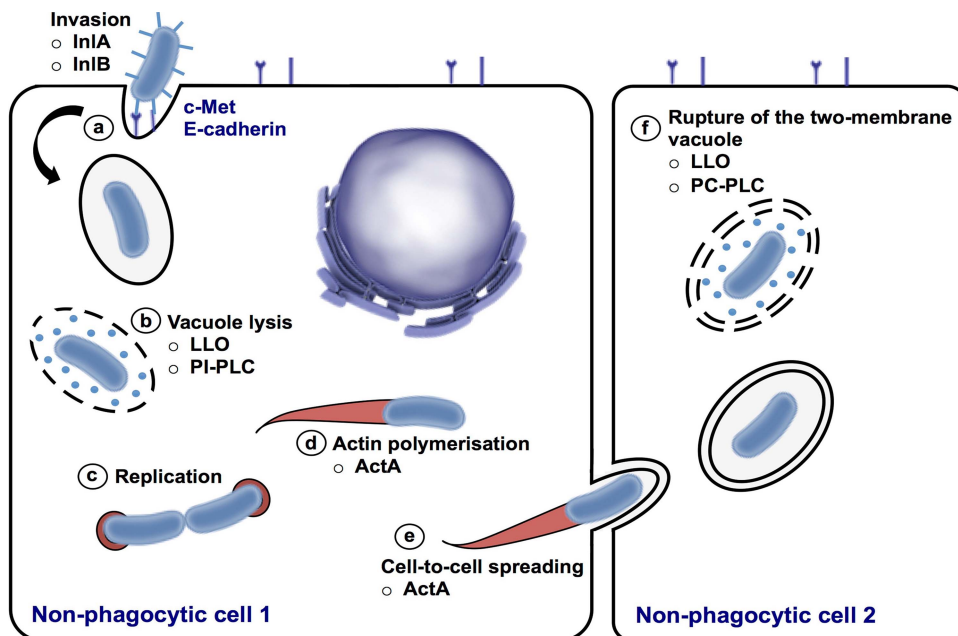 Invasion
○ InlA
○ InlB
c-Met
E-cadherin
a
b Vacuole lysis
○ LLO
○ PI-PLC
c Replication
d Actin polymerisation
○ ActA
e
Cell-to-cell spreading
○ ActA
Non-phagocytic cell 1
f Rupture of the two-membrane
vacuole
○ LLO
○ PC-PLC
Non-phagocytic cell 2